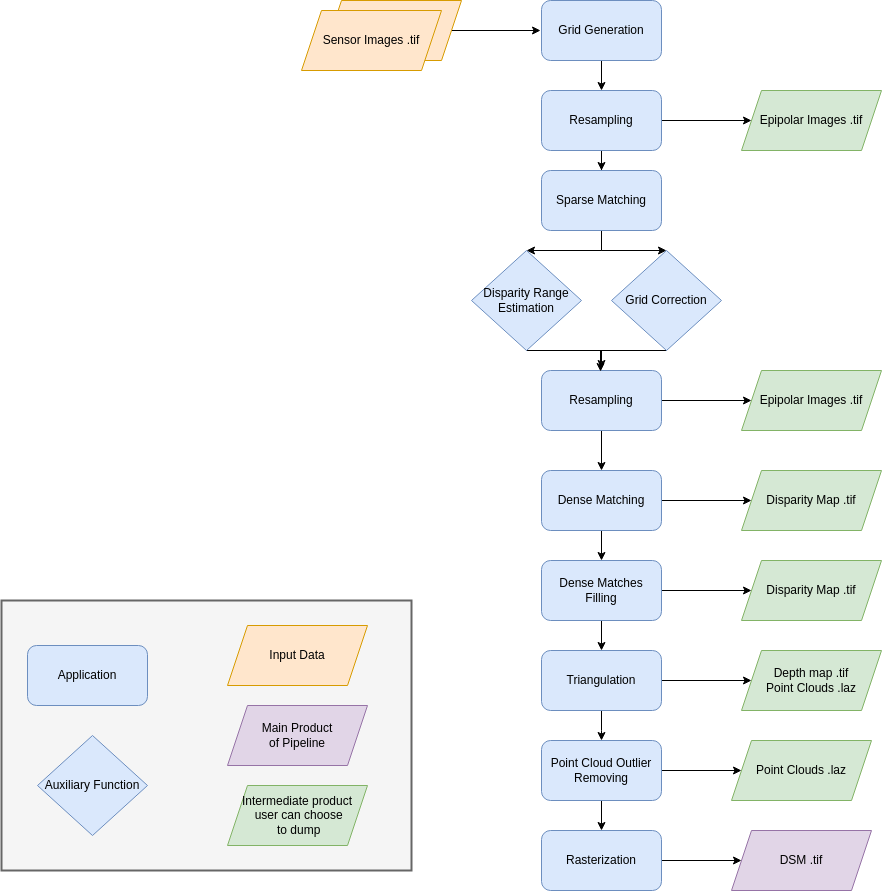 Sensor Images .tif
Grid Generation
Resampling
Epipolar Images .tif
Sparse Matching
Disparity Range
Estimation
Grid Correction
Resampling
Epipolar Images .tif
Dense Matching
Disparity Map .tif
Dense Matches
Filling
Disparity Map .tif
Triangulation
Depth map .tif
Point Clouds .laz
Point Cloud Outlier
Removing
Point Clouds .laz
Rasterization
DSM .tif
Application
Input Data
Main Product
of Pipeline
Auxiliary Function
Intermediate product
user can choose
to dump